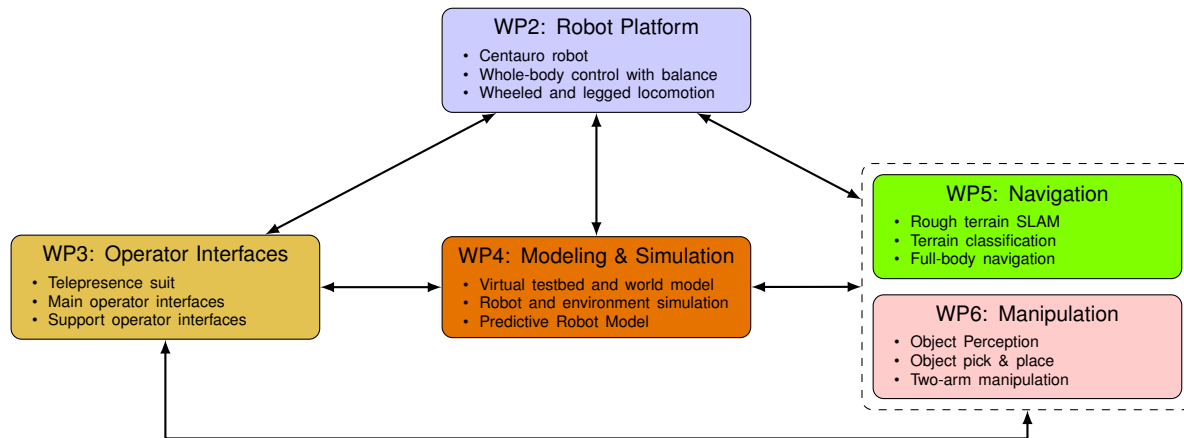 WP2: Robot Platform
• Centauro robot
• Whole-body control with balance
• Wheeled and legged locomotion
WP3: Operator Interfaces
• Telepresence suit
• Main operator interfaces
• Support operator interfaces
WP4: Modeling & Simulation
• Virtual testbed and world model
• Robot and environment simulation
• Predictive Robot Model
WP5: Navigation
• Rough terrain SLAM
• Terrain classification
• Full-body navigation
WP6: Manipulation
• Object Perception
• Object pick & place
• Two-arm manipulation